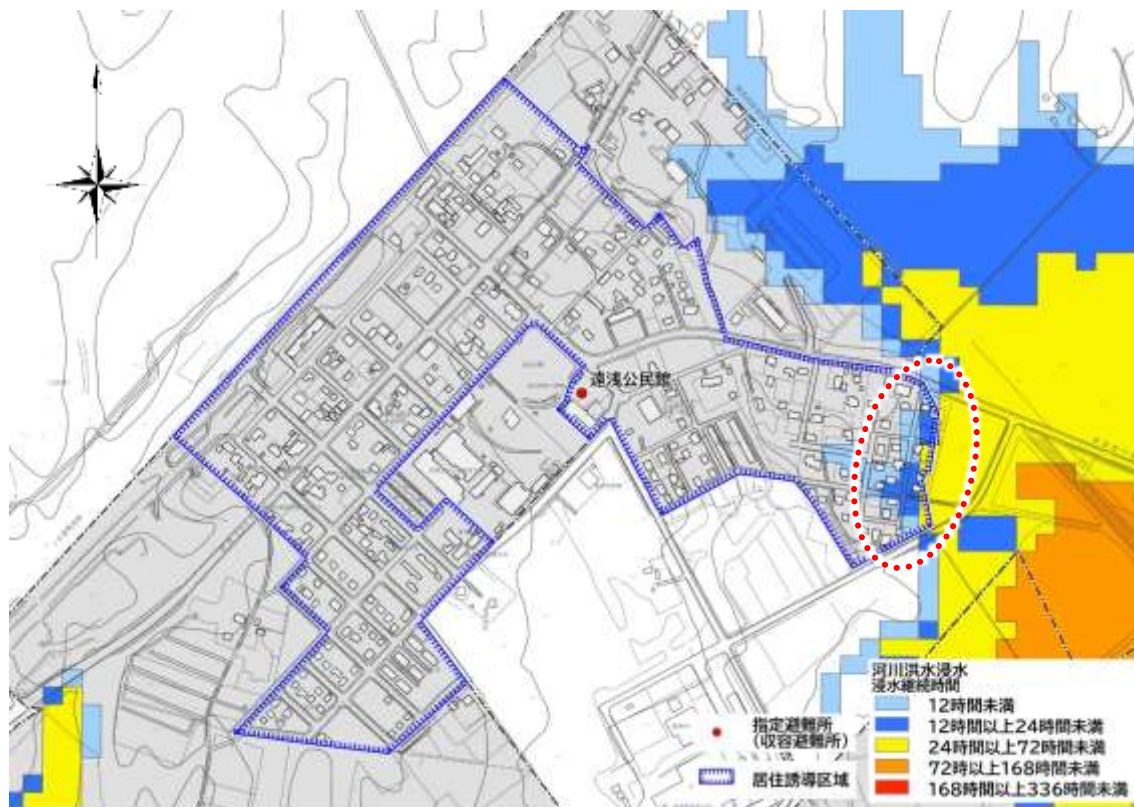 遠浅公民館
河川洪水浸水
浸水継続時間
12時間未満
12時間以上24時間未満
24時間以上72時間未満
72時以上168時間未満
168時間以上336時間未満
指定避難所
(収容避難所)
居住誘導区域